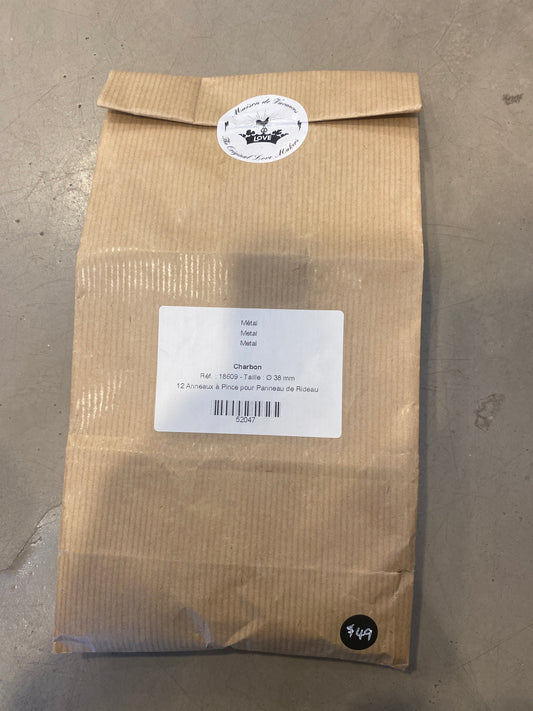 Maison de Vacances
LOVE
The Original Love Makers
Métal
Metal
Metal
Charbon
Réf. : 18609 - Taille : O 38 mm
12 Anneaux à Pince pour Panneau de Rideau
52047
$49